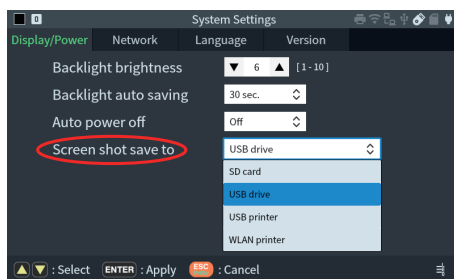 0 System Settings
Display/Power Network Language Version
Backlight brightness ▼ 6 ▲ [1-10]
Backlight auto saving 30 sec.
Auto power off Off
Screen shot save to USB drive
SD card
USB drive
USB printer
WLAN printer
▲▼ : Select ENTER : Apply ESC : Cancel